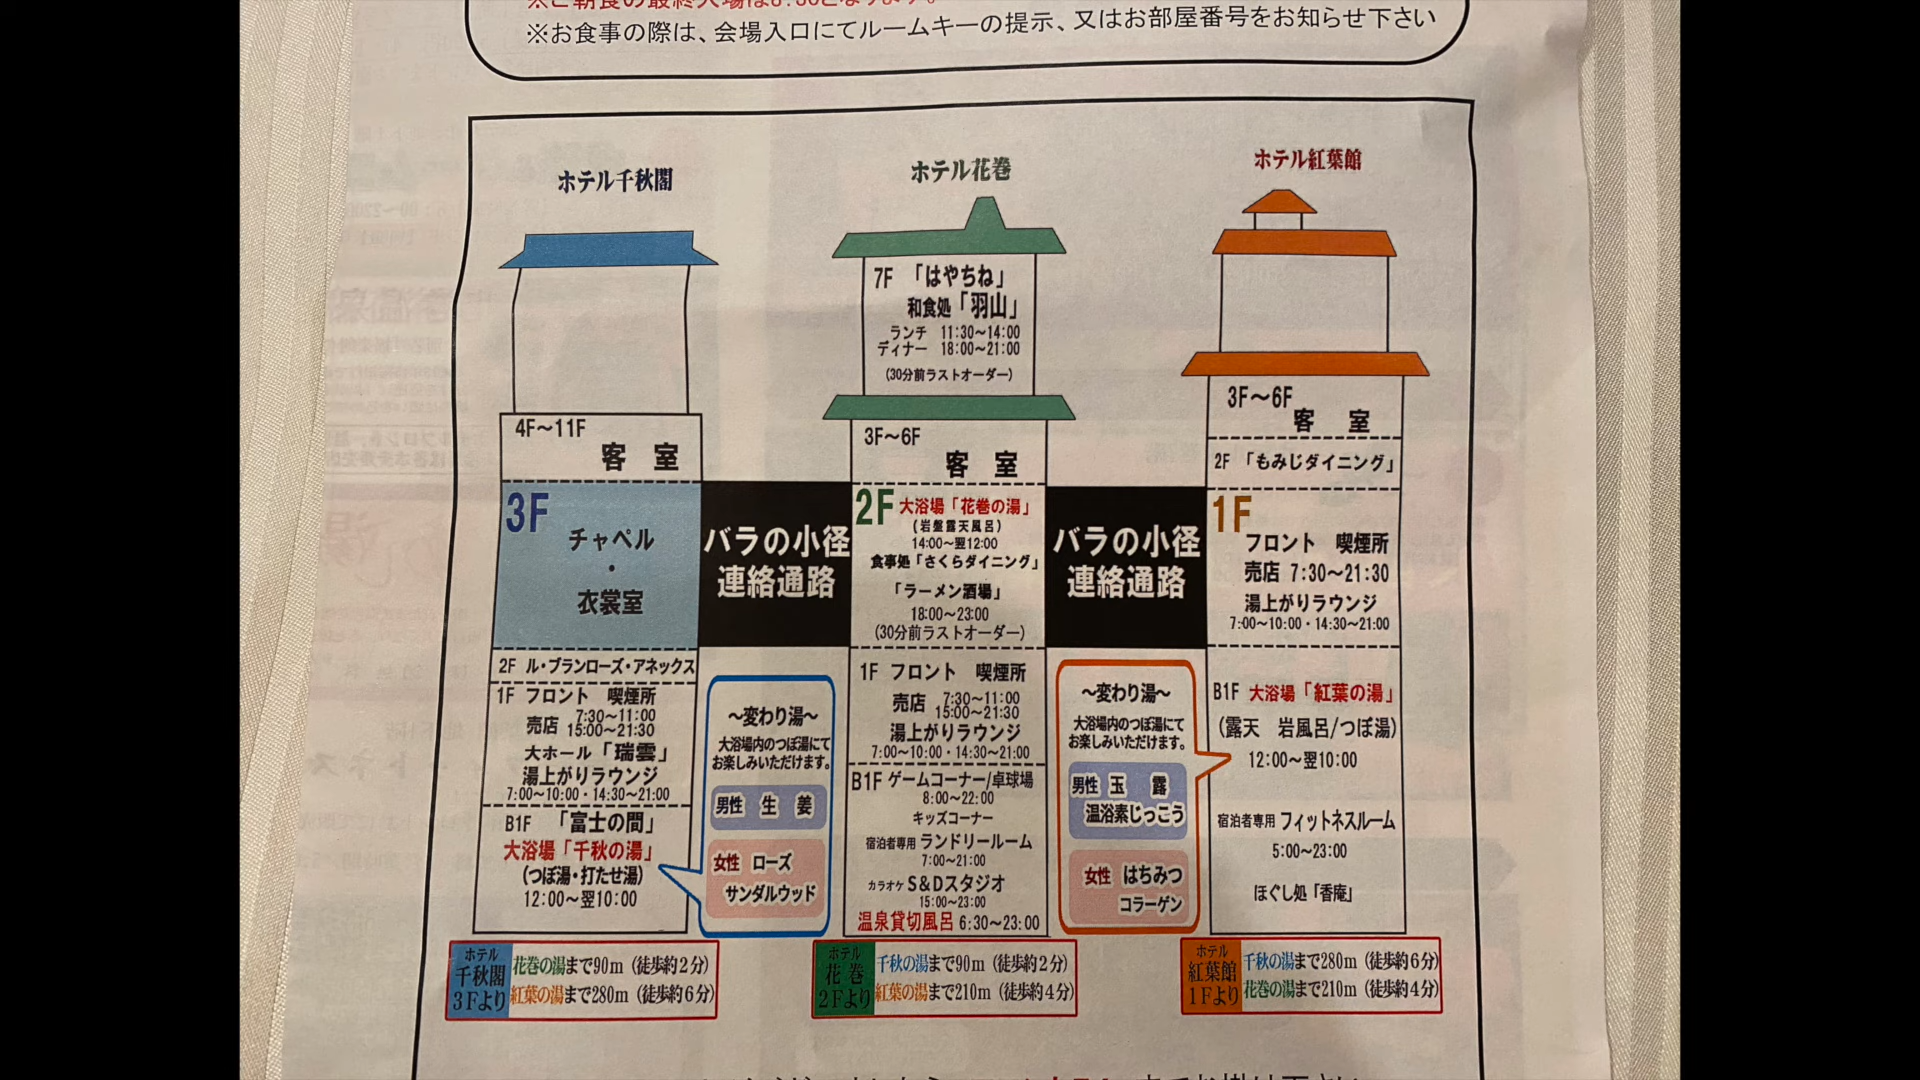 ※ご朝食の最終入場は8:30となります。
※お食事の際は、会場入口にてルームキーの提示、又はお部屋番号をお知らせ下さい
ホテル千秋閣
4F～11F
客 室
3F
チャペル
・
衣裳室
2F ル・ブランローズ・アネックス
1F フロント 喫煙所
売店 7:30～11:00
15:00～21:30
大ホール「瑞雲」
湯上がりラウンジ
7:00～10:00・14:30～21:00
B1F 「富士の間」
大浴場「千秋の湯」
(つぼ湯・打たせ湯)
12:00～翌10:00
バラの小径
連絡通路
～変わり湯～
大浴場内のつぼ湯にて
お楽しみいただけます。
男性 生 姜
女性 ローズ
サンダルウッド
ホテル花巻
7F 「はやちね」
和食処「羽山」
ランチ 11:30～14:00
ディナー 18:00～21:00
(30分前ラストオーダー)
3F～6F
客 室
2F 大浴場「花巻の湯」
(岩盤露天風呂)
14:00～翌12:00
食事処「さくらダイニング」
「ラーメン酒場」
18:00～23:00
(30分前ラストオーダー)
1F フロント 喫煙所
売店 7:30～11:00
15:00～21:30
湯上がりラウンジ
7:00～10:00・14:30～21:00
B1F ゲームコーナー/卓球場
8:00～22:00
キッズコーナー
宿泊者専用 ランドリールーム
7:00～21:00
カラオケ S&Dスタジオ
15:00～23:00
温泉貸切風呂 6:30～23:00
バラの小径
連絡通路
～変わり湯～
大浴場内のつぼ湯にて
お楽しみいただけます。
男性 玉 露
温浴素じっこう
女性 はちみつ
コラーゲン
ホテル紅葉館
3F～6F
客 室
2F 「もみじダイニング」
1F
フロント 喫煙所
売店 7:30～21:30
湯上がりラウンジ
7:00～10:00・14:30～21:00
B1F 大浴場「紅葉の湯」
(露天 岩風呂/つぼ湯)
12:00～翌10:00
宿泊者専用 フィットネスルーム
5:00～23:00
ほぐし処「香庵」
ホテル
千秋閣
3Fより
花巻の湯まで90m (徒歩約2分)
紅葉の湯まで280m (徒歩約6分)
ホテル
花巻
2Fより
千秋の湯まで90m (徒歩約2分)
紅葉の湯まで210m (徒歩約4分)
ホテル
紅葉館
1Fより
千秋の湯まで280m (徒歩約6分)
花巻の湯まで210m (徒歩約4分)